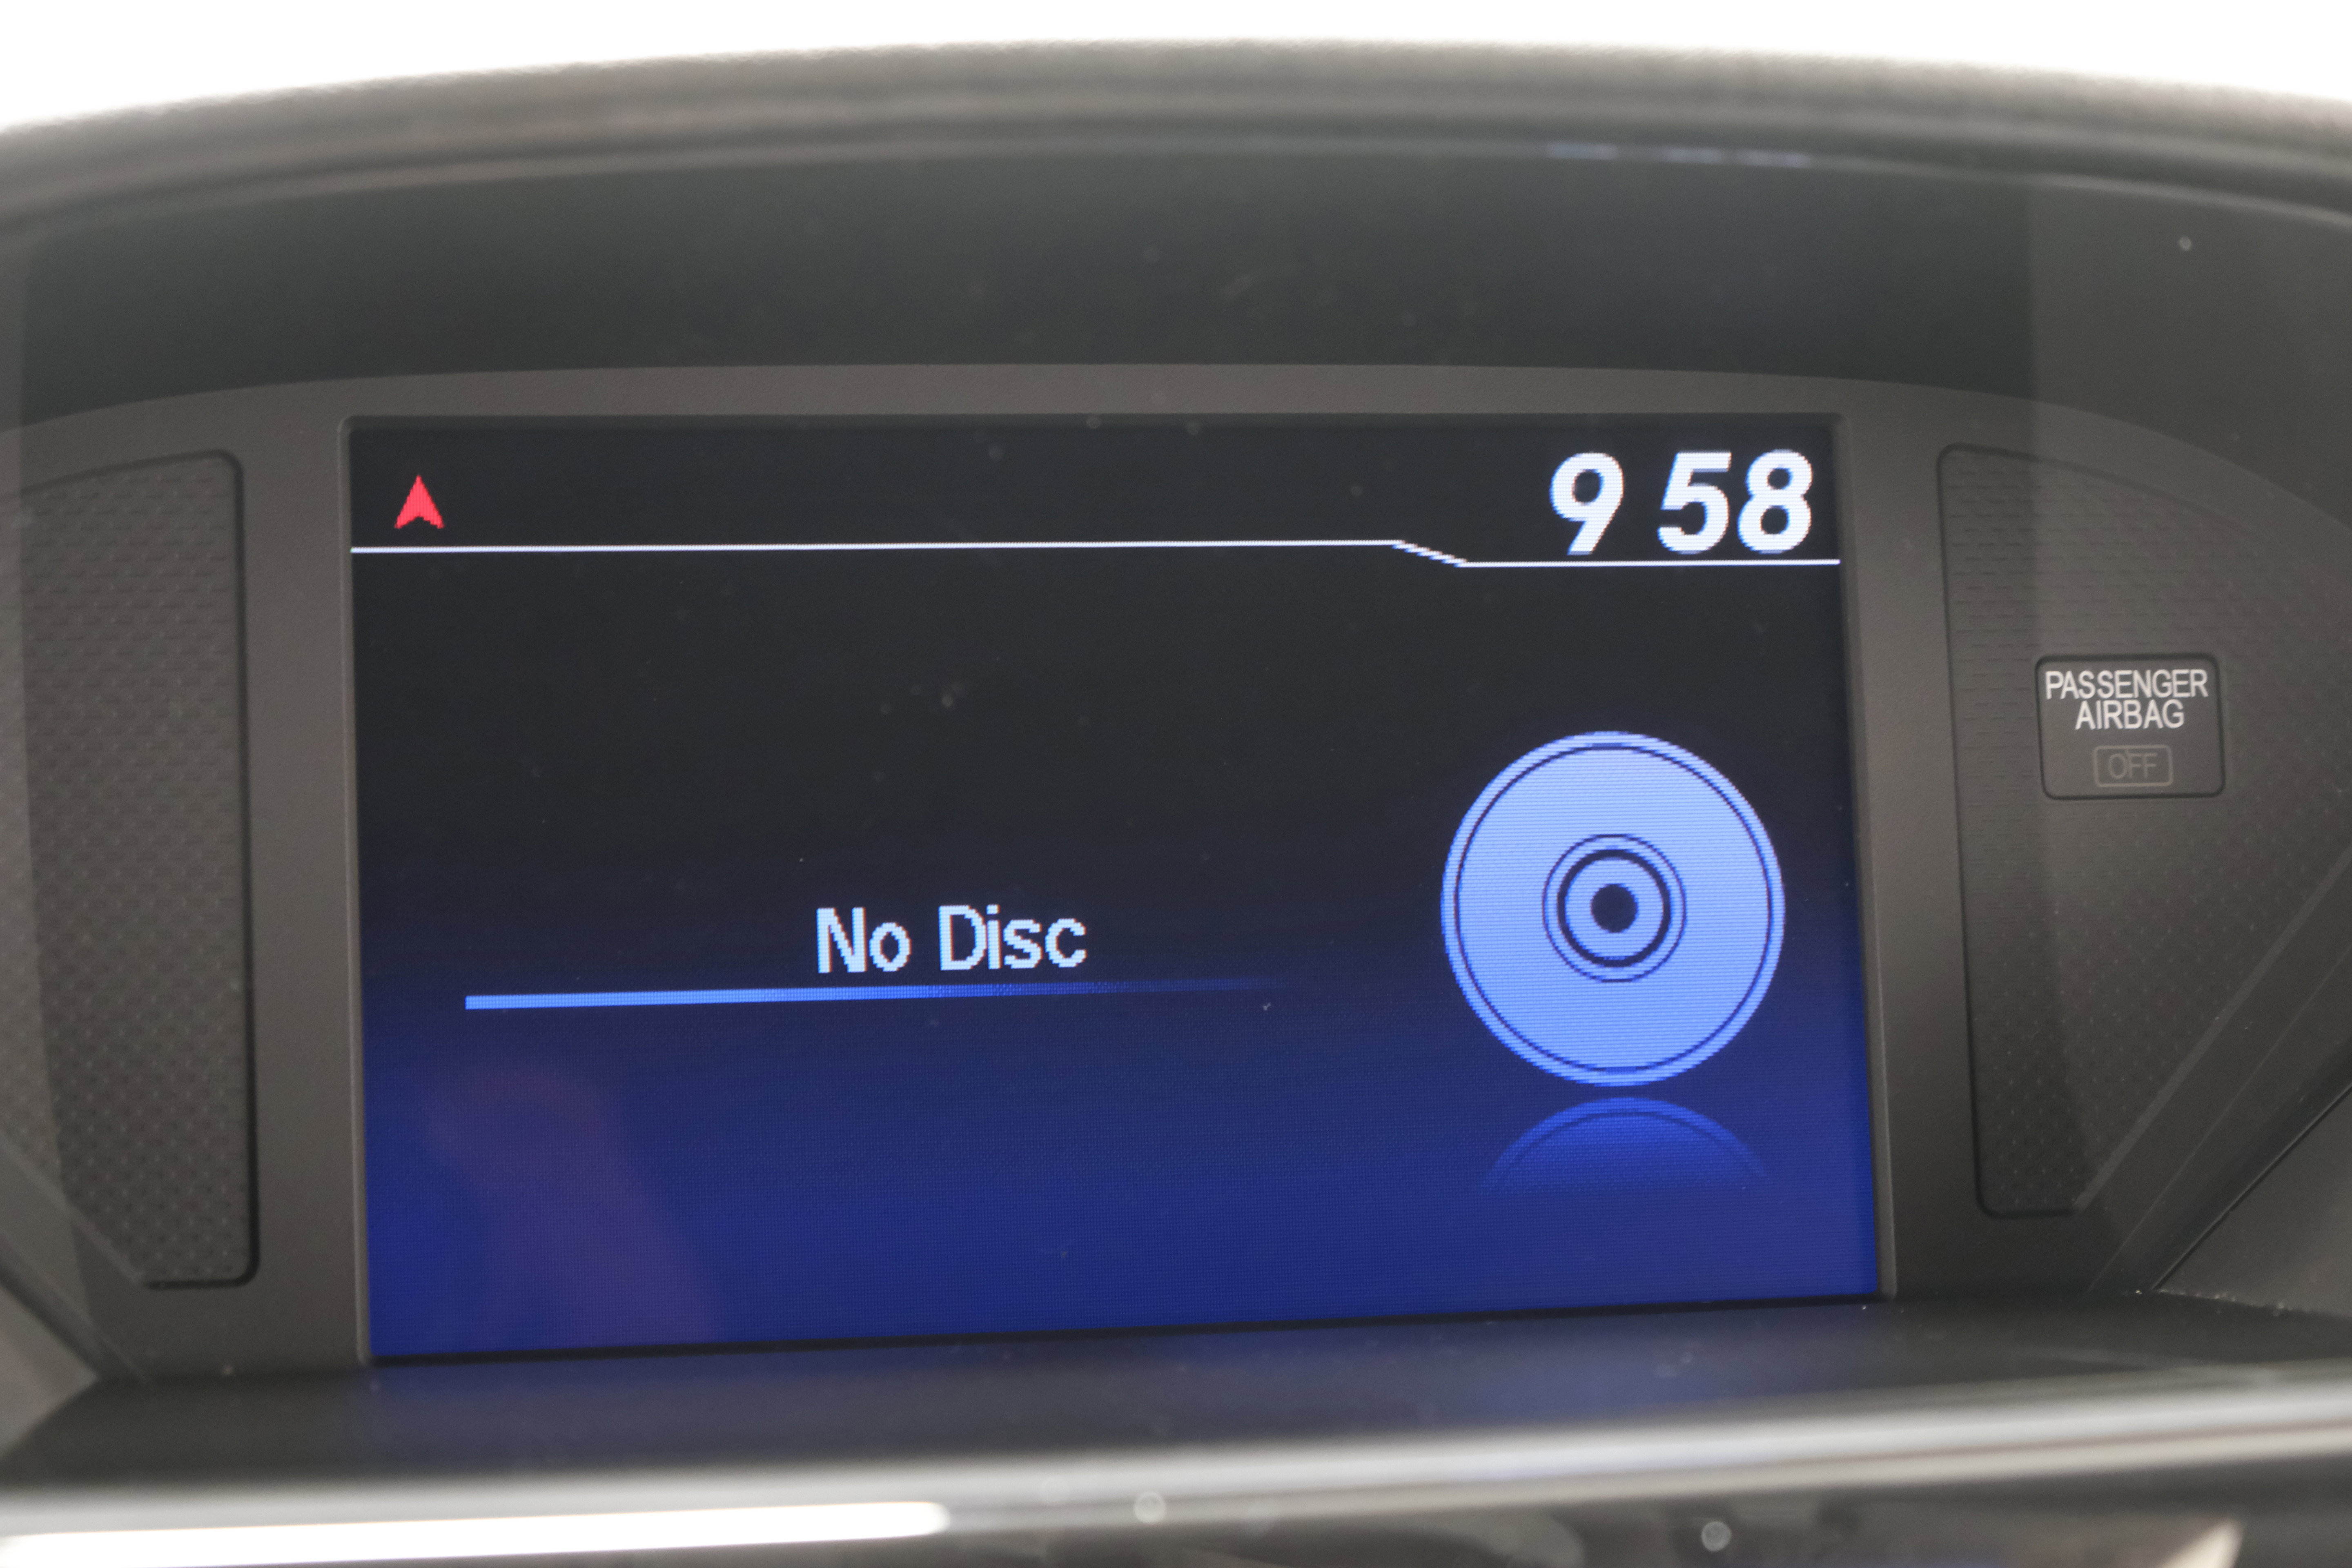 9 58
No Disc
PASSENGER
AIRBAG
OFF